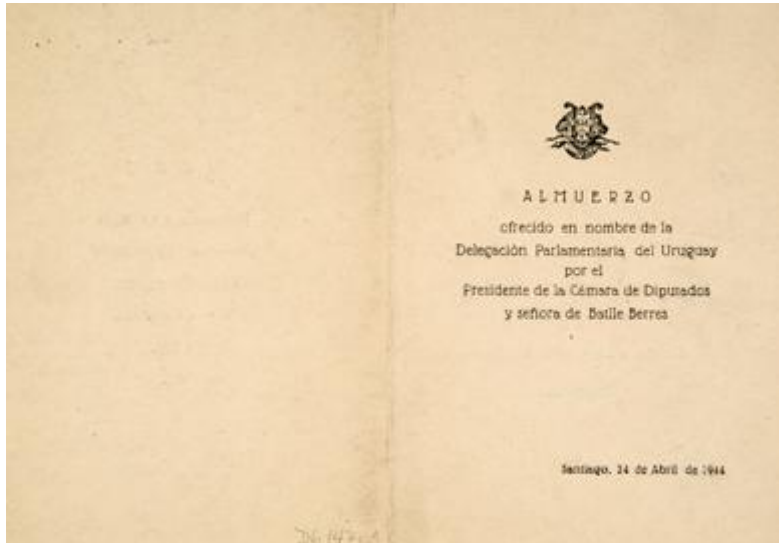 ALMUERZO
ofrecido en nombre de la
Delegación Parlamentaria del Uruguay
por el
Presidente de la Cámara de Diputados
y señora de Batlle Berres
Santiago, 24 de Abril de 1944